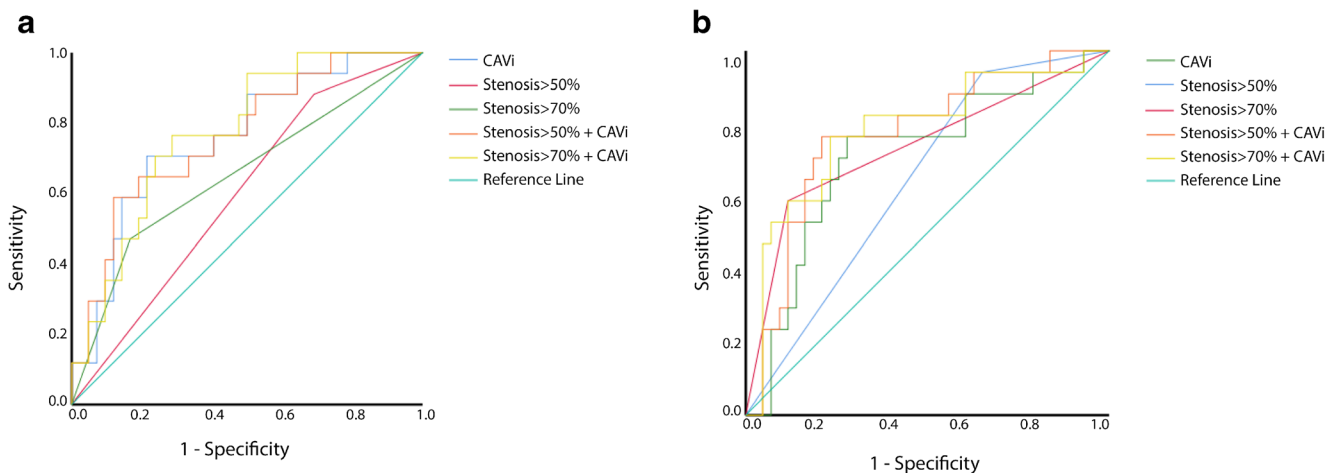 a
1.0
0.8
0.6
0.4
0.2
0.0
Sensitivity
0.0 0.2 0.4 0.6 0.8 1.0
1 - Specificity
CAVi
Stenosis>50%
Stenosis>70%
Stenosis>50% + CAVi
Stenosis>70% + CAVi
Reference Line
b
1.0
0.8
0.6
0.4
0.2
0.0
Sensitivity
0.0 0.2 0.4 0.6 0.8 1.0
1 - Specificity
CAVi
Stenosis>50%
Stenosis>70%
Stenosis>50% + CAVi
Stenosis>70% + CAVi
Reference Line